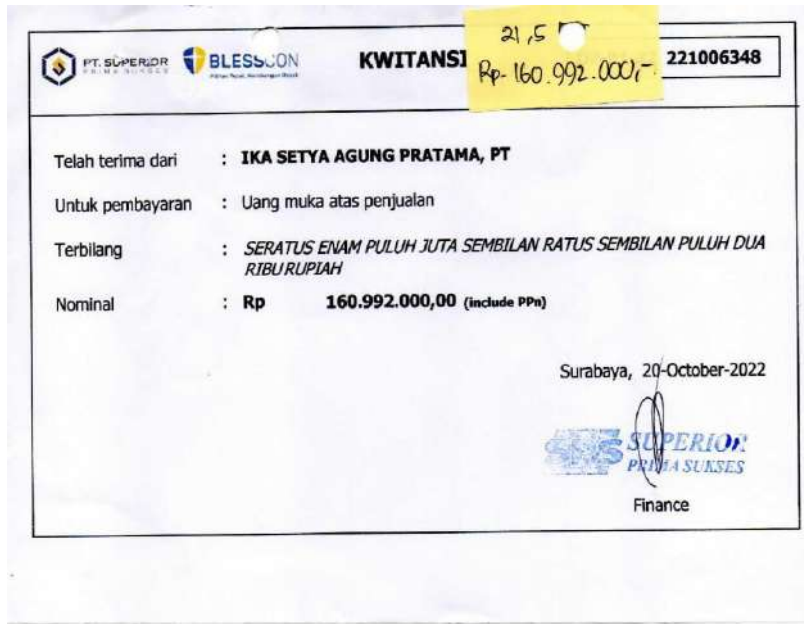 21,5
Rp. 160.992.000,-
PT. SUPERIOR
PRIMA SUKSES
BLESSCON
KWITANSI
221006348
Telah terima dari : IKA SETYA AGUNG PRATAMA, PT
Untuk pembayaran : Uang muka atas penjualan
Terbilang : SERATUS ENAM PULUH JUTA SEMBILAN RATUS SEMBILAN PULUH DUA
RIBURUPIAH
Nominal : Rp 160.992.000,00 (include PPn)
Surabaya, 20-October-2022
SUPERIOR
PRIMA SUKSES
Finance